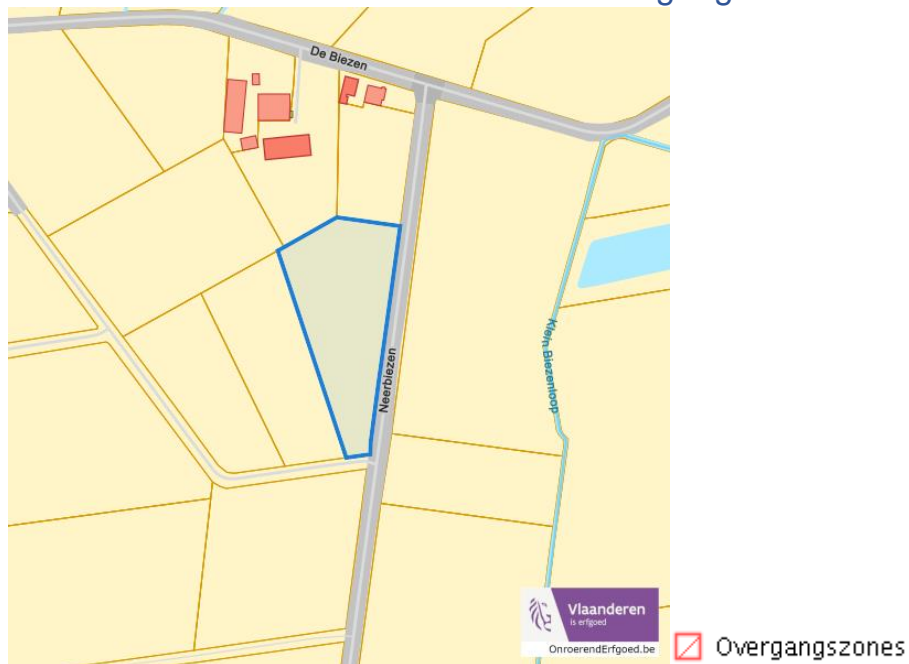 De Biezen
Neerbiezen
Klein Biezenloop
Vlaanderen
is erfgoed
OnroerendErfgoed.be
Overgangszones